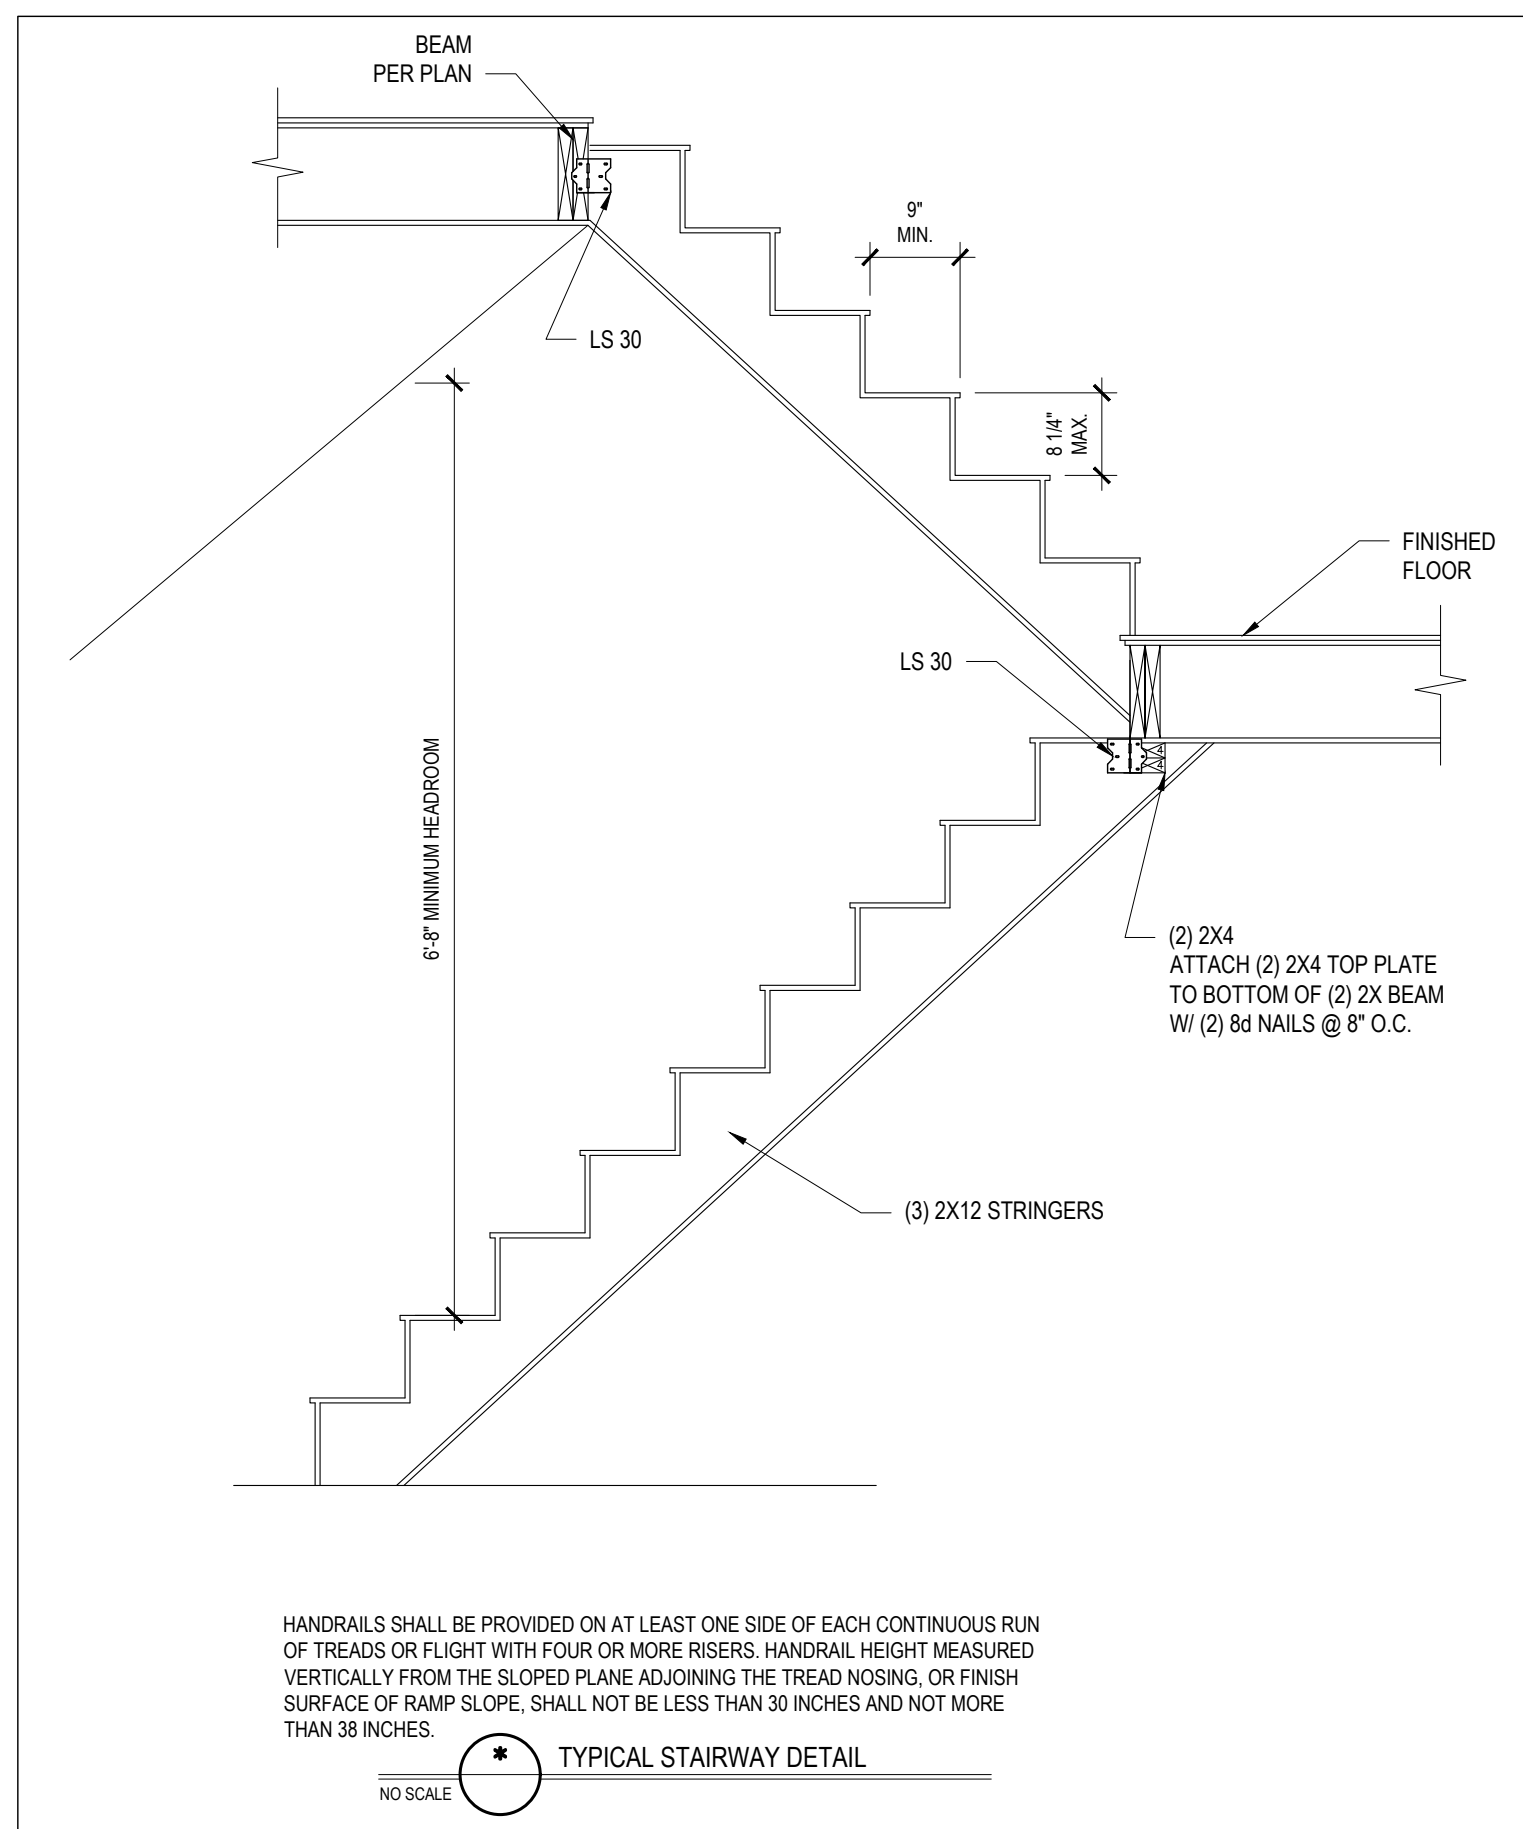 BEAM
PER PLAN
9"
MIN.
LS 30
8 1/4"
MAX.
FINISHED
FLOOR
LS 30
4
4
6'-8" MINIMUM HEADROOM
(2) 2X4
ATTACH (2) 2X4 TOP PLATE
TO BOTTOM OF (2) 2X BEAM
W/ (2) 8d NAILS @ 8" O.C.
(3) 2X12 STRINGERS
HANDRAILS SHALL BE PROVIDED ON AT LEAST ONE SIDE OF EACH CONTINUOUS RUN
OF TREADS OR FLIGHT WITH FOUR OR MORE RISERS. HANDRAIL HEIGHT MEASURED
VERTICALLY FROM THE SLOPED PLANE ADJOINING THE TREAD NOSING, OR FINISH
SURFACE OF RAMP SLOPE, SHALL NOT BE LESS THAN 30 INCHES AND NOT MORE
THAN 38 INCHES.
* TYPICAL STAIRWAY DETAIL
NO SCALE